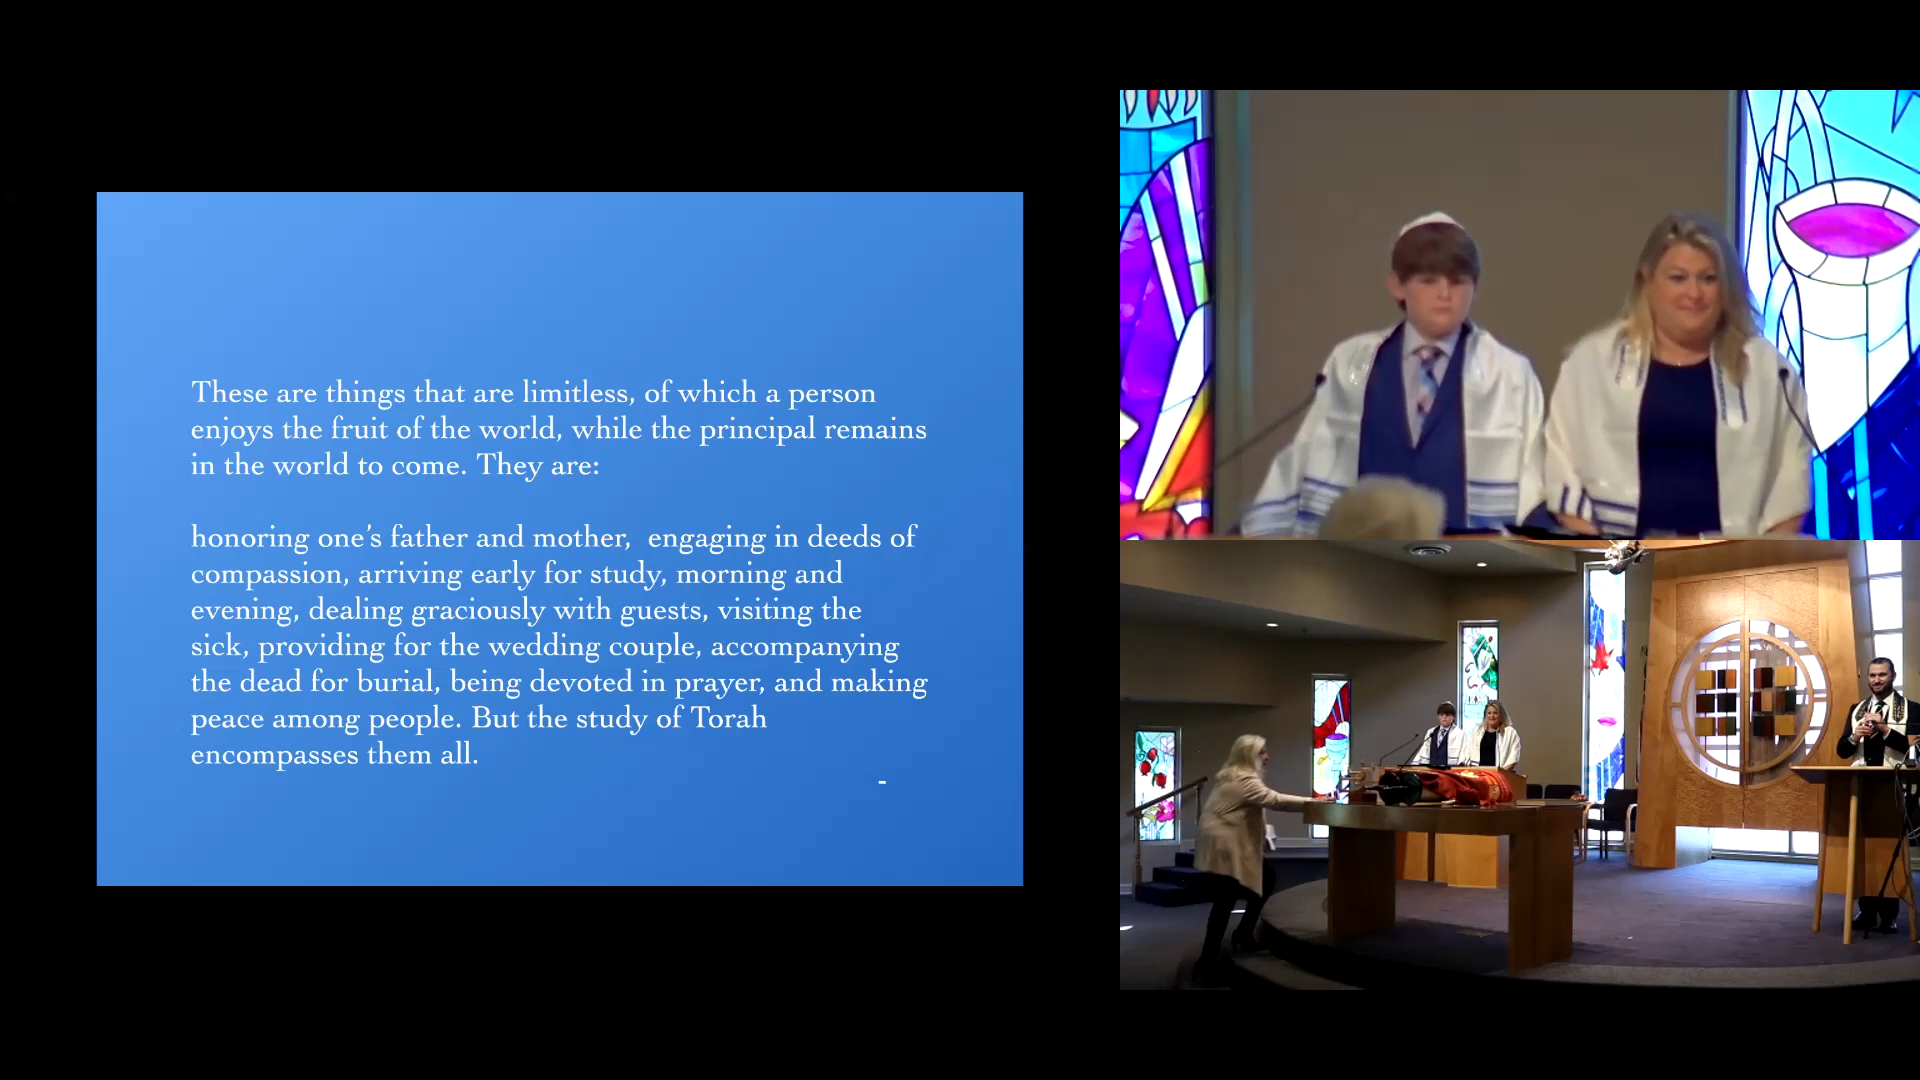 These are things that are limitless, of which a person
enjoys the fruit of the world, while the principal remains
in the world to come. They are:
honoring one’s father and mother,  engaging in deeds of
compassion, arriving early for study, morning and
evening, dealing graciously with guests, visiting the
sick, providing for the wedding couple, accompanying
the dead for burial, being devoted in prayer, and making
peace among people. But the study of Torah
encompasses them all.
-